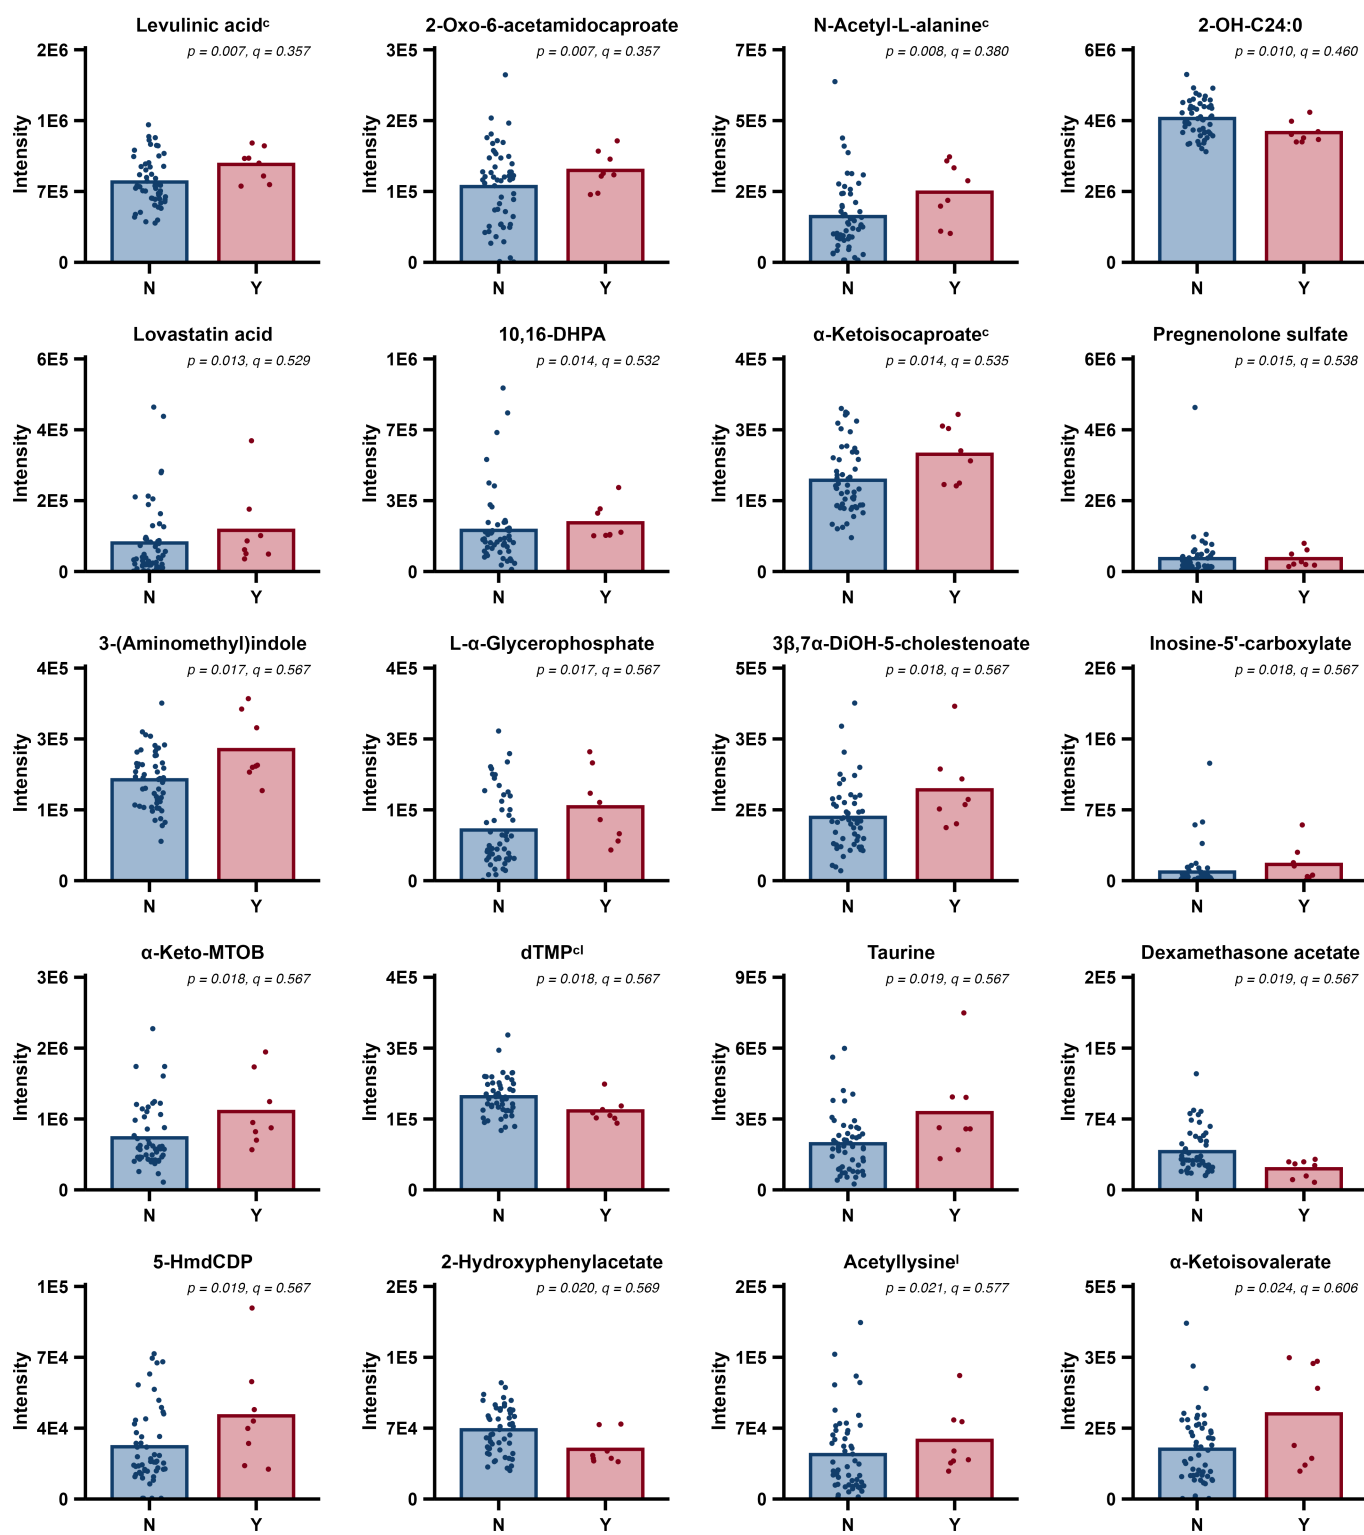 Levulinic acidᶜ
p = 0.007, q = 0.357
2E6
1E6
7E5
0
Intensity
N Y
2-Oxo-6-acetamidocaproate
p = 0.007, q = 0.357
3E5
2E5
1E5
0
Intensity
N Y
N-Acetyl-L-alanineᶜ
p = 0.008, q = 0.380
7E5
5E5
2E5
0
Intensity
N Y
2-OH-C24:0
p = 0.010, q = 0.460
6E6
4E6
2E6
0
Intensity
N Y
Lovastatin acid
p = 0.013, q = 0.529
6E5
4E5
2E5
0
Intensity
N Y
10,16-DHPA
p = 0.014, q = 0.532
1E6
7E5
3E5
0
Intensity
N Y
α-Ketoisocaproateᶜ
p = 0.014, q = 0.535
4E5
3E5
1E5
0
Intensity
N Y
Pregnenolone sulfate
p = 0.015, q = 0.538
6E6
4E6
2E6
0
Intensity
N Y
3-(Aminomethyl)indole
p = 0.017, q = 0.567
4E5
3E5
1E5
0
Intensity
N Y
L-α-Glycerophosphate
p = 0.017, q = 0.567
4E5
3E5
1E5
0
Intensity
N Y
3β,7α-DiOH-5-cholestenoate
p = 0.018, q = 0.567
5E5
3E5
2E5
0
Intensity
N Y
Inosine-5'-carboxylate
p = 0.018, q = 0.567
2E6
1E6
7E5
0
Intensity
N Y
α-Keto-MTOB
p = 0.018, q = 0.567
3E6
2E6
1E6
0
Intensity
N Y
dTMPᶜˡ
p = 0.018, q = 0.567
4E5
3E5
1E5
0
Intensity
N Y
Taurine
p = 0.019, q = 0.567
9E5
6E5
3E5
0
Intensity
N Y
Dexamethasone acetate
p = 0.019, q = 0.567
2E5
1E5
7E4
0
Intensity
N Y
5-HmdCDP
p = 0.019, q = 0.567
1E5
7E4
4E4
0
Intensity
N Y
2-Hydroxyphenylacetate
p = 0.020, q = 0.569
2E5
1E5
7E4
0
Intensity
N Y
Acetyllysineˡ
p = 0.021, q = 0.577
2E5
1E5
7E4
0
Intensity
N Y
α-Ketoisovalerate
p = 0.024, q = 0.606
5E5
3E5
2E5
0
Intensity
N Y